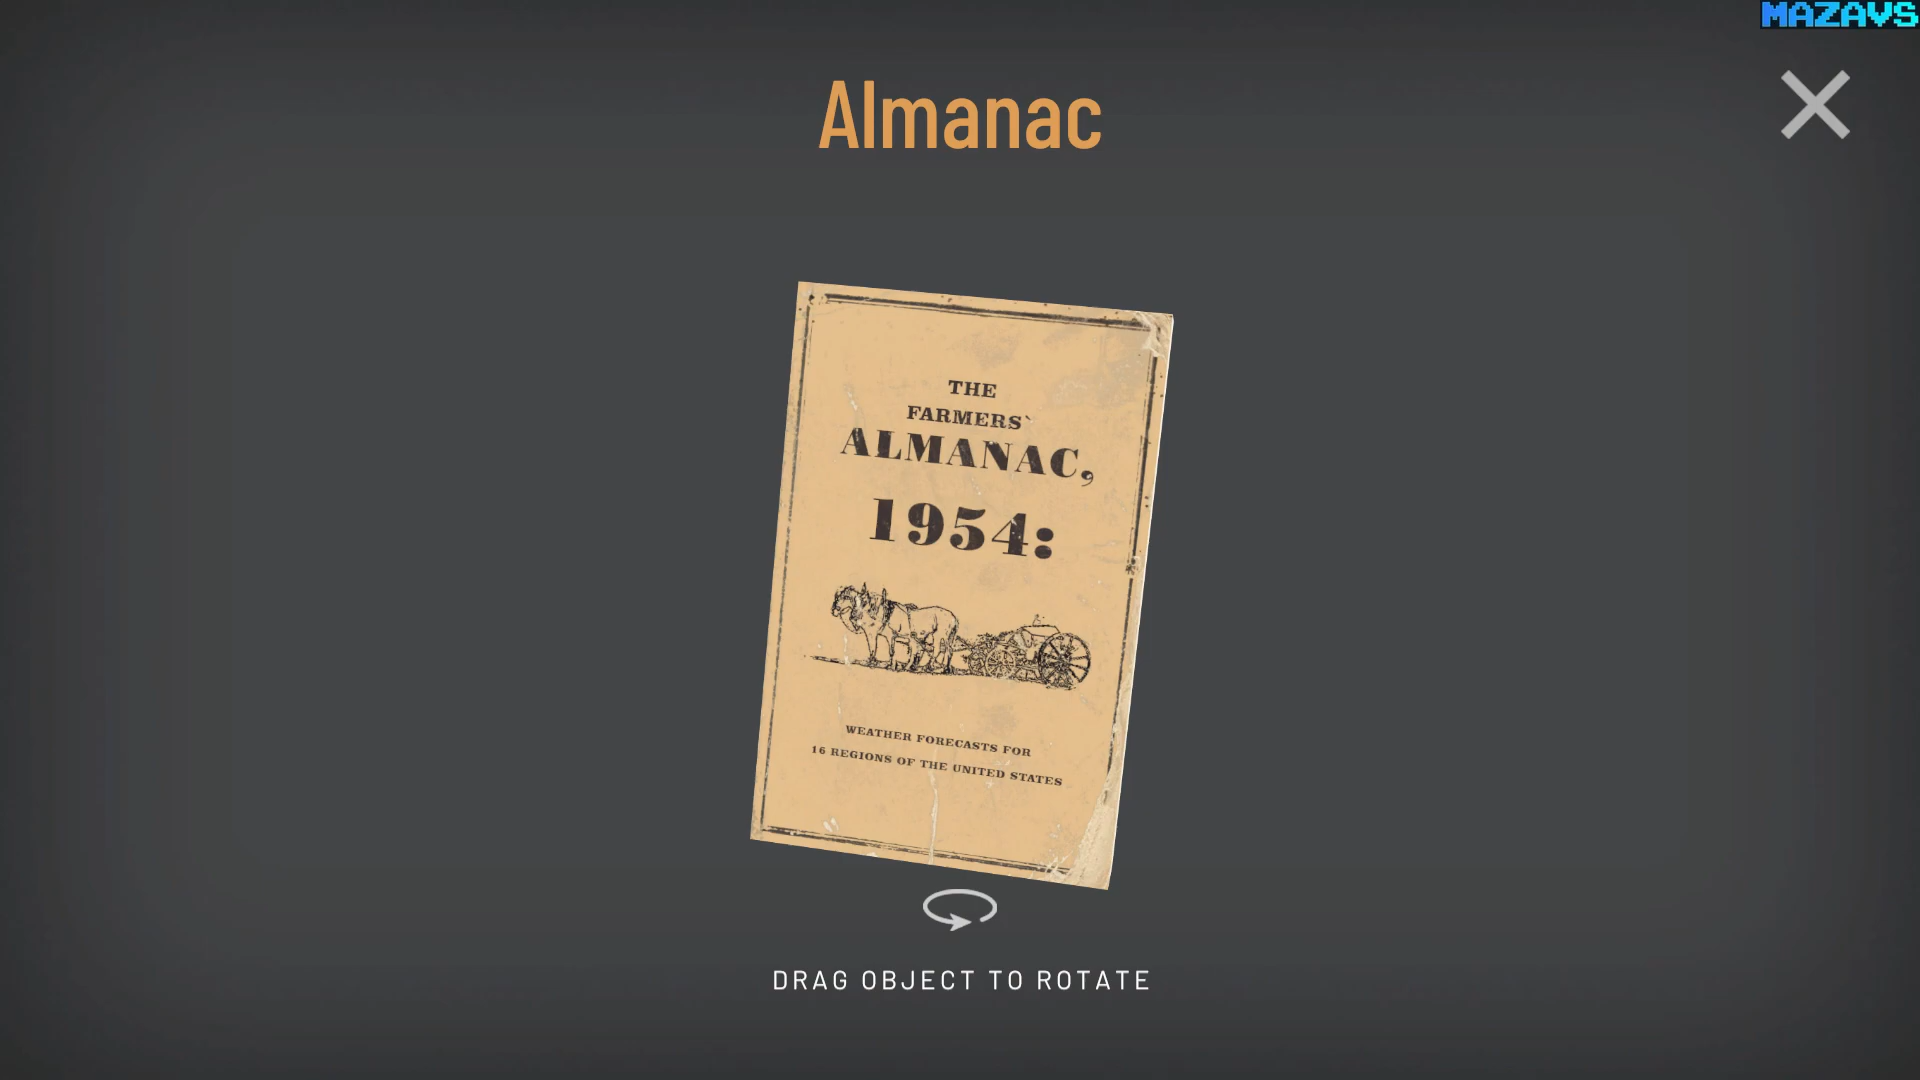 MAZAVS
Almanac
THE
FARMERS`
ALMANAC,
1954:
WEATHER FORECASTS FOR
16 REGIONS OF THE UNITED STATES
DRAG OBJECT TO ROTATE